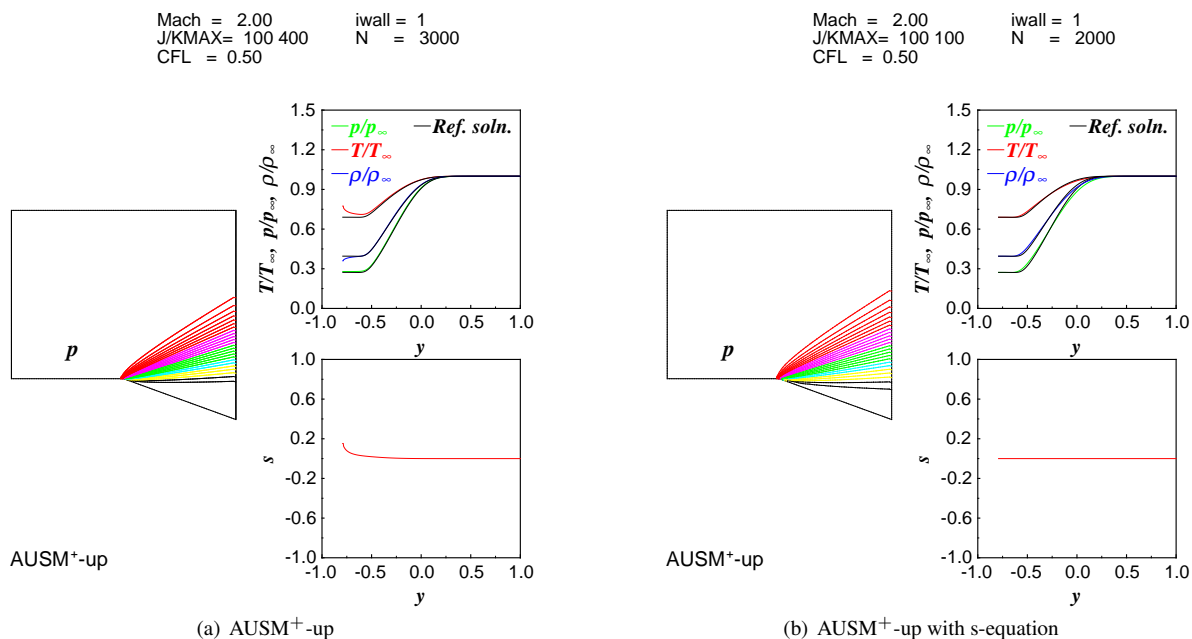 Mach = 2.00 iwall = 1
J/KMAX= 100 400 N = 3000
CFL = 0.50
1.5
1.2
0.9
0.6
0.3
0.0
T/T∞, p/p∞, ρ/ρ∞
p/p∞ Ref. soln.
T/T∞
ρ/ρ∞
-1.0 -0.5 0.0 0.5 1.0
y
p
1.0
0.6
0.2
-0.2
-0.6
-1.0
s
-1.0 -0.5 0.0 0.5 1.0
y
AUSM⁺-up
(a) AUSM⁺-up
Mach = 2.00 iwall = 1
J/KMAX= 100 100 N = 2000
CFL = 0.50
1.5
1.2
0.9
0.6
0.3
0.0
T/T∞, p/p∞, ρ/ρ∞
p/p∞ Ref. soln.
T/T∞
ρ/ρ∞
-1.0 -0.5 0.0 0.5 1.0
y
p
1.0
0.6
0.2
-0.2
-0.6
-1.0
s
-1.0 -0.5 0.0 0.5 1.0
y
AUSM⁺-up
(b) AUSM⁺-up with s-equation